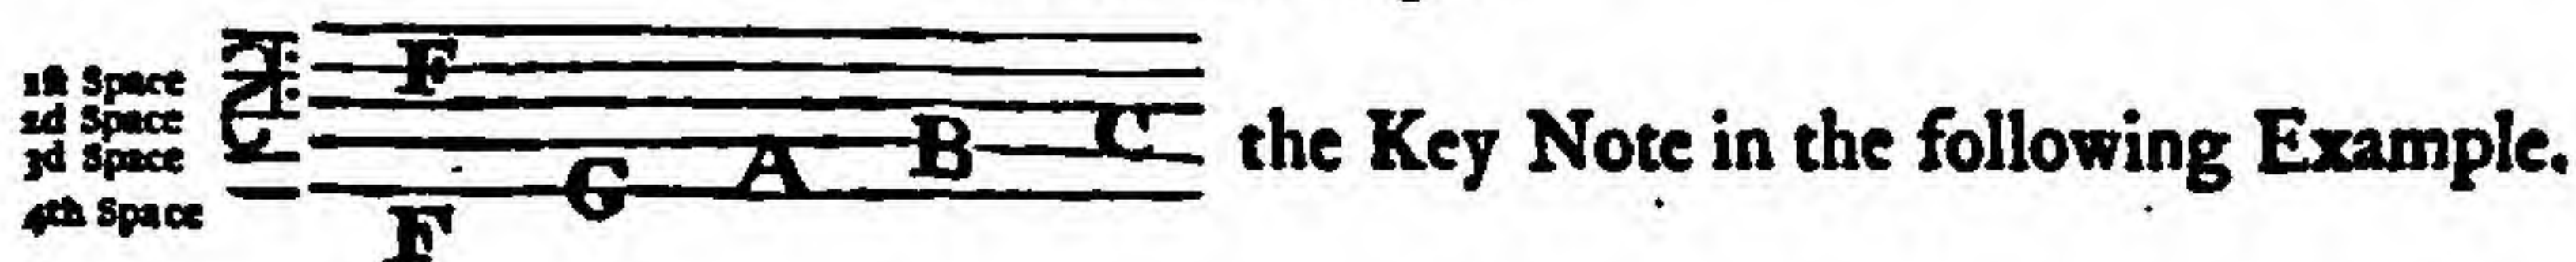 1st Space
2d Space
3d Space
4th Space
F
F G A B C the Key Note in the following Example.